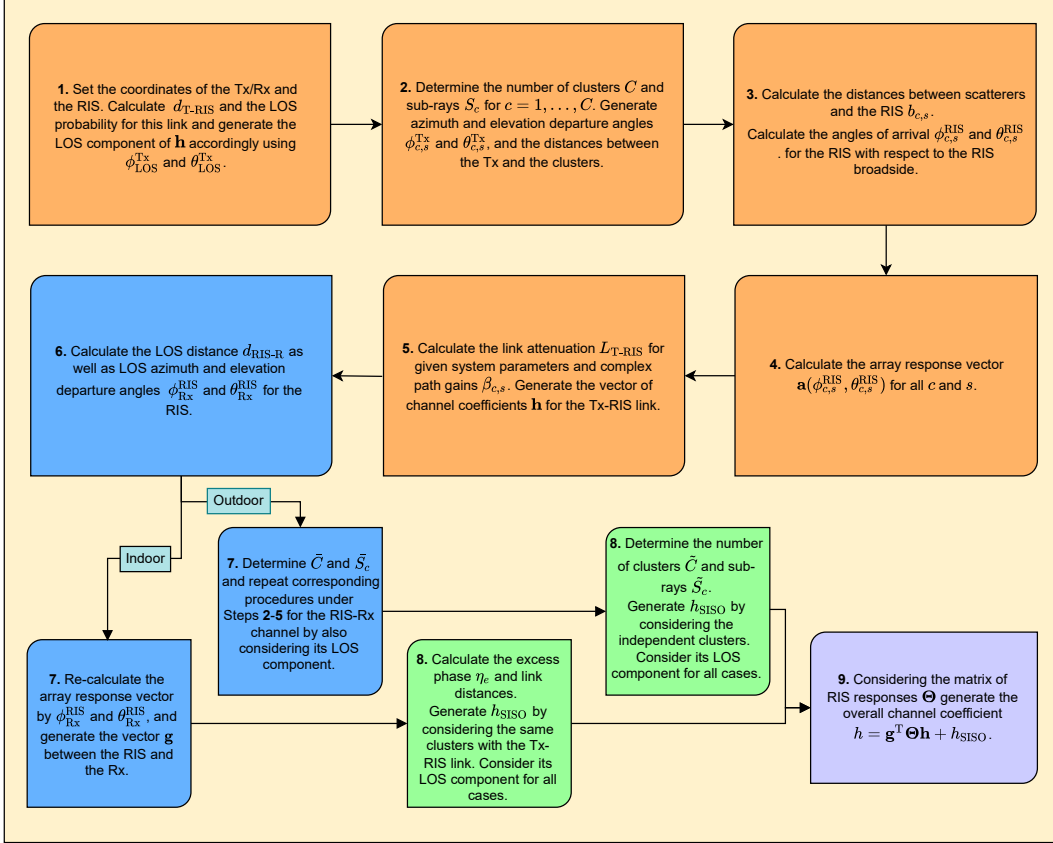 1. Set the coordinates of the Tx/Rx and
the RIS. Calculate d_T-RIS and the LOS
probability for this link and generate the
LOS component of h accordingly using
ϕ_LOS^Tx and θ_LOS^Tx.
2. Determine the number of clusters C and
sub-rays S_c for c = 1, . . . , C. Generate
azimuth and elevation departure angles
ϕ_c,s^Tx and θ_c,s^Tx, and the distances between
the Tx and the clusters.
3. Calculate the distances between scatterers
and the RIS b_c,s.
Calculate the angles of arrival ϕ_c,s^RIS and θ_c,s^RIS
. for the RIS with respect to the RIS
broadside.
6. Calculate the LOS distance d_RIS-R as
well as LOS azimuth and elevation
departure angles ϕ_Rx^RIS and θ_Rx^RIS for the
RIS.
5. Calculate the link attenuation L_T-RIS for
given system parameters and complex
path gains β_c,s. Generate the vector of
channel coefficients h for the Tx-RIS link.
4. Calculate the array response vector
a(ϕ_c,s^RIS, θ_c,s^RIS) for all c and s.
Outdoor
Indoor
7. Determine C̄ and S̄_c
and repeat corresponding
procedures under
Steps 2-5 for the RIS-Rx
channel by also
considering its LOS
component.
8. Determine the number
of clusters C̃ and sub-
rays S̃_c.
Generate h_SISO by
considering the
independent clusters.
Consider its LOS
component for all cases.
7. Re-calculate the
array response vector
by ϕ_Rx^RIS and θ_Rx^RIS, and
generate the vector g
between the RIS and
the Rx.
8. Calculate the excess
phase η_e and link
distances.
Generate h_SISO by
considering the same
clusters with the Tx-
RIS link. Consider its
LOS component for all
cases.
9. Considering the matrix of
RIS responses Θ generate the
overall channel coefficient
h = g^TΘh + h_SISO.